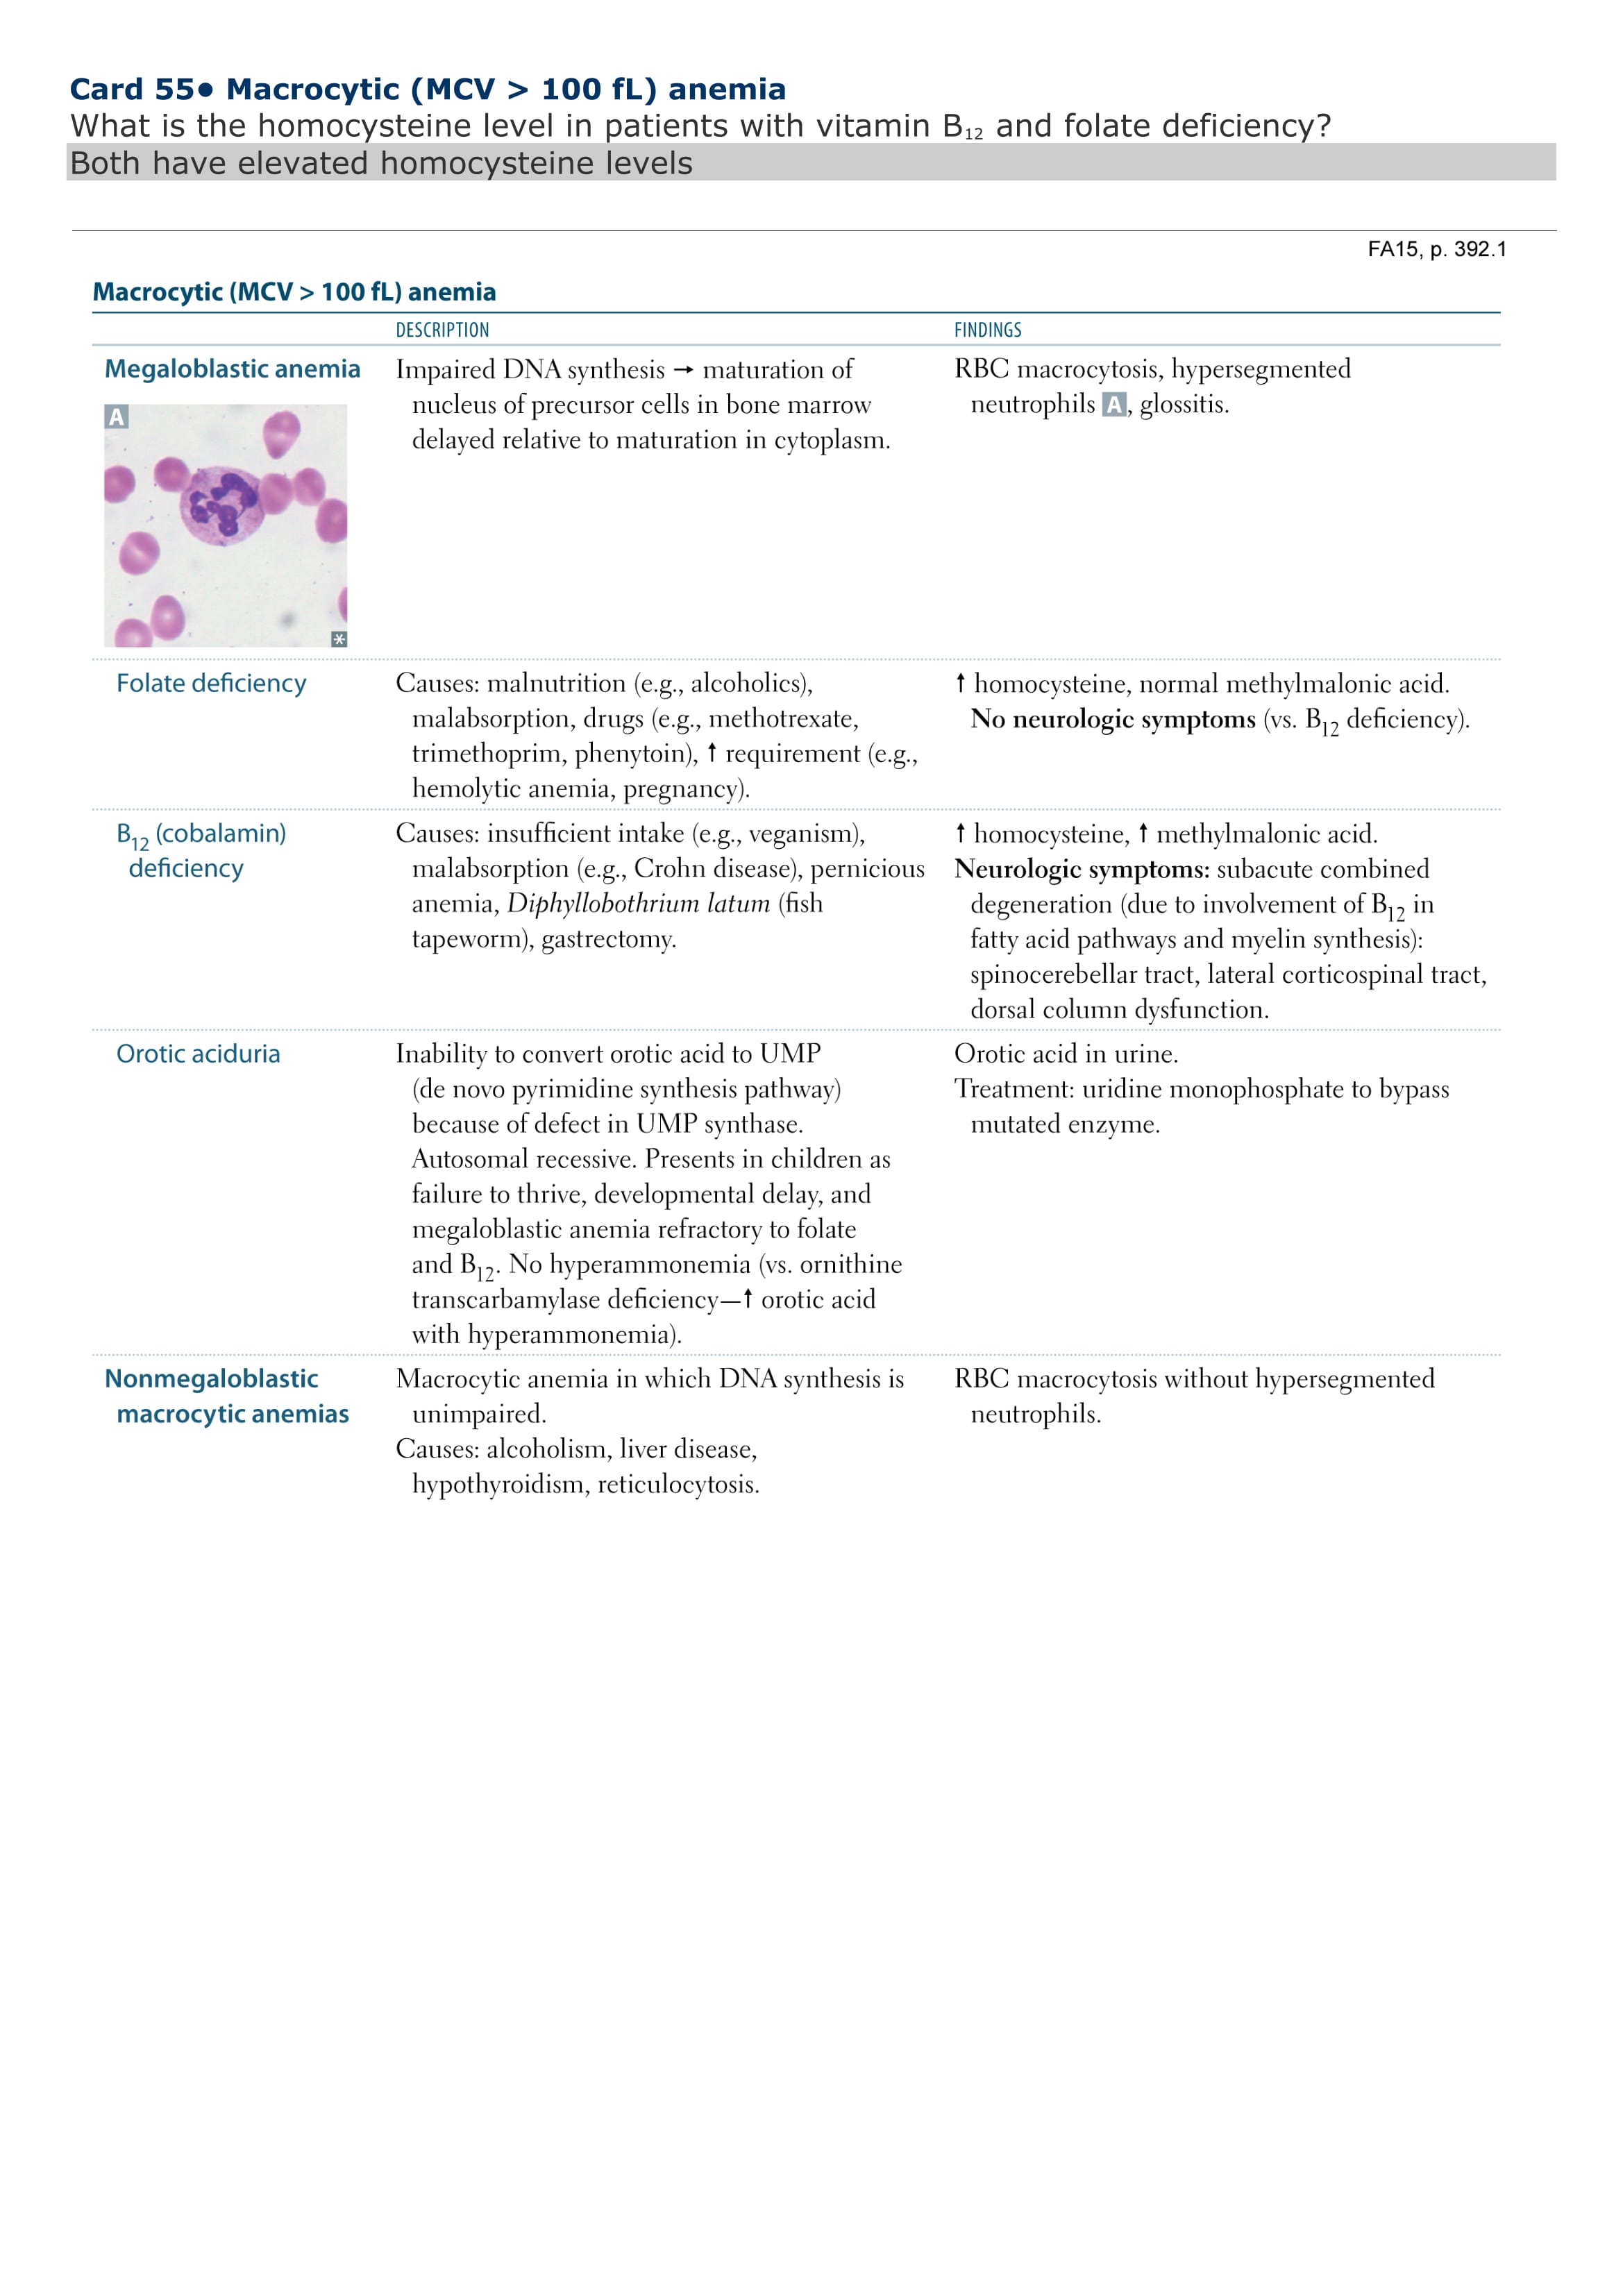 Card 55● Macrocytic (MCV > 100 fL) anemia
What is the homocysteine level in patients with vitamin B₁₂ and folate deficiency?
Both have elevated homocysteine levels
FA15, p. 392.1
Macrocytic (MCV > 100 fL) anemia
DESCRIPTION
FINDINGS
Megaloblastic anemia
A
*
Impaired DNA synthesis → maturation of
nucleus of precursor cells in bone marrow
delayed relative to maturation in cytoplasm.
RBC macrocytosis, hypersegmented
neutrophils A, glossitis.
Folate deficiency
Causes: malnutrition (e.g., alcoholics),
malabsorption, drugs (e.g., methotrexate,
trimethoprim, phenytoin), ↑ requirement (e.g.,
hemolytic anemia, pregnancy).
↑ homocysteine, normal methylmalonic acid.
No neurologic symptoms (vs. B₁₂ deficiency).
B₁₂ (cobalamin)
deficiency
Causes: insufficient intake (e.g., veganism),
malabsorption (e.g., Crohn disease), pernicious
anemia, Diphyllobothrium latum (fish
tapeworm), gastrectomy.
↑ homocysteine, ↑ methylmalonic acid.
Neurologic symptoms: subacute combined
degeneration (due to involvement of B₁₂ in
fatty acid pathways and myelin synthesis):
spinocerebellar tract, lateral corticospinal tract,
dorsal column dysfunction.
Orotic aciduria
Inability to convert orotic acid to UMP
(de novo pyrimidine synthesis pathway)
because of defect in UMP synthase.
Autosomal recessive. Presents in children as
failure to thrive, developmental delay, and
megaloblastic anemia refractory to folate
and B₁₂. No hyperammonemia (vs. ornithine
transcarbamylase deficiency—↑ orotic acid
with hyperammonemia).
Orotic acid in urine.
Treatment: uridine monophosphate to bypass
mutated enzyme.
Nonmegaloblastic
macrocytic anemias
Macrocytic anemia in which DNA synthesis is
unimpaired.
Causes: alcoholism, liver disease,
hypothyroidism, reticulocytosis.
RBC macrocytosis without hypersegmented
neutrophils.